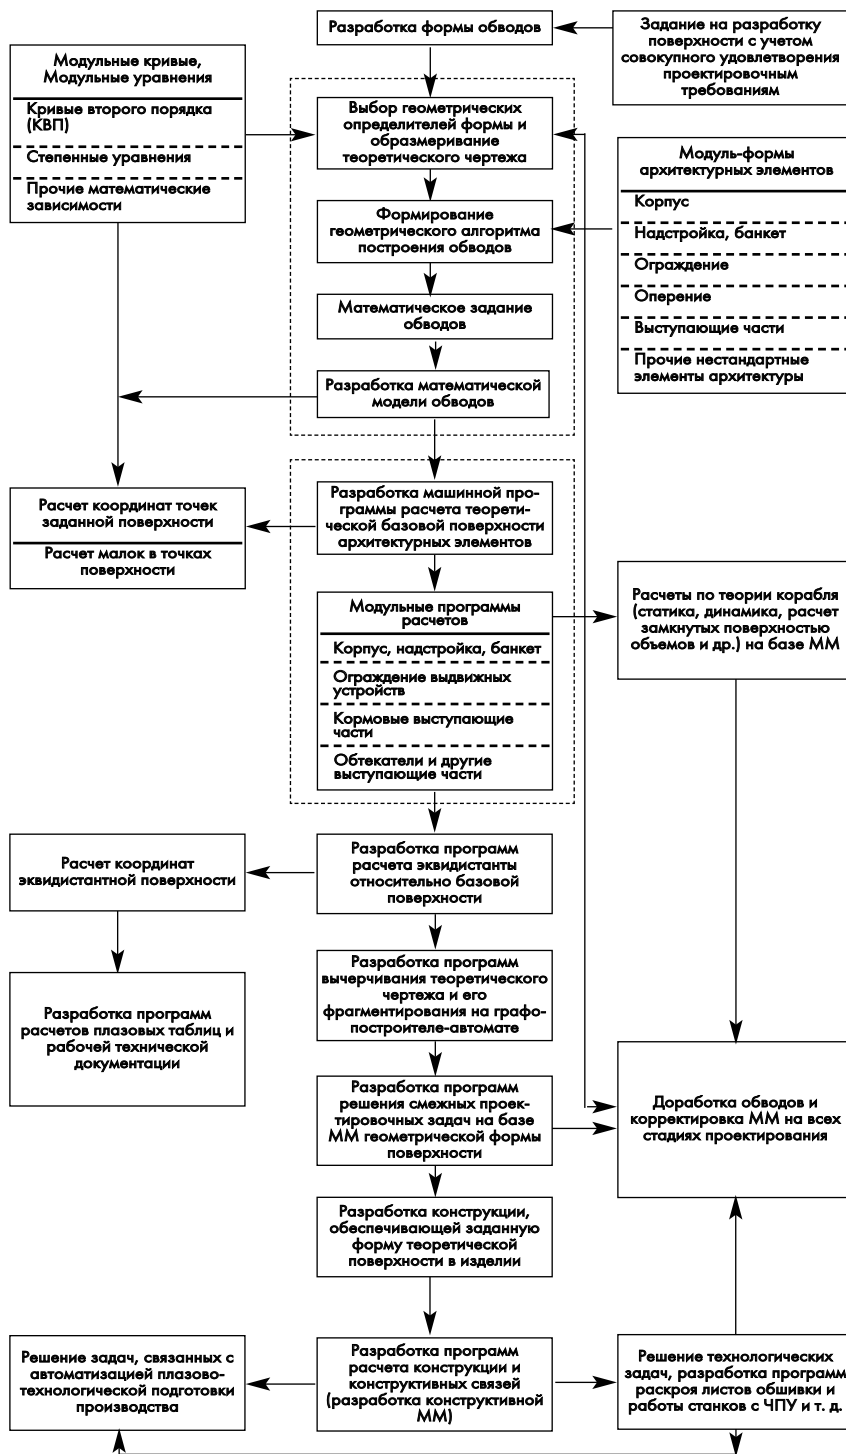 Разработка формы обводов
Задание на разработку
поверхности с учетом
совокупного удовлетворения
проектировочным
требованиям
Модульные кривые,
Модульные уравнения
Кривые второго порядка
(КВП)
Степенные уравнения
Прочие математические
зависимости
Выбор геометрических
определителей формы и
образмеривание
теоретического чертежа
Модуль-формы
архитектурных элементов
Корпус
Надстройка, банкет
Ограждение
Оперение
Выступающие части
Прочие нестандартные
элементы архитектуры
Формирование
геометрического алгоритма
построения обводов
Математическое задание
обводов
Разработка математической
модели обводов
Расчет координат точек
заданной поверхности
Расчет малок в точках
поверхности
Разработка машинной про-
граммы расчета теорети-
ческой базовой поверхности
архитектурных элементов
Модульные программы
расчетов
Корпус, надстройка, банкет
Ограждение выдвижных
устройств
Кормовые выступающие
части
Обтекатели и другие
выступающие части
Расчеты по теории корабля
(статика, динамика, расчет
замкнутых поверхностью
объемов и др.) на базе ММ
Расчет координат
эквидистантной поверхности
Разработка программ
расчета эквидистанты
относительно базовой
поверхности
Разработка программ
расчетов плазовых таблиц и
рабочей технической
документации
Разработка программ
вычерчивания теоретического
чертежа и его
фрагментирования на графо-
построителе-автомате
Разработка программ
решения смежных проек-
тировочных задач на базе
ММ геометрической формы
поверхности
Доработка обводов и
корректировка ММ на всех
стадиях проектирования
Разработка конструкции,
обеспечивающей заданную
форму теоретической
поверхности в изделии
Решение задач, связанных с
автоматизацией плазово-
технологической подготовки
производства
Разработка программ
расчета конструкции и
конструктивных связей
(разработка конструктивной
ММ)
Решение технологических
задач, разработка программ
раскроя листов обшивки и
работы станков с ЧПУ и т. д.